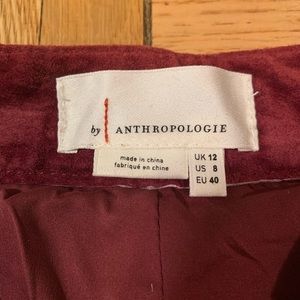 by ANTHROPOLOGIE
made in china
fabriqué en chine
UK 12
US 8
EU 40